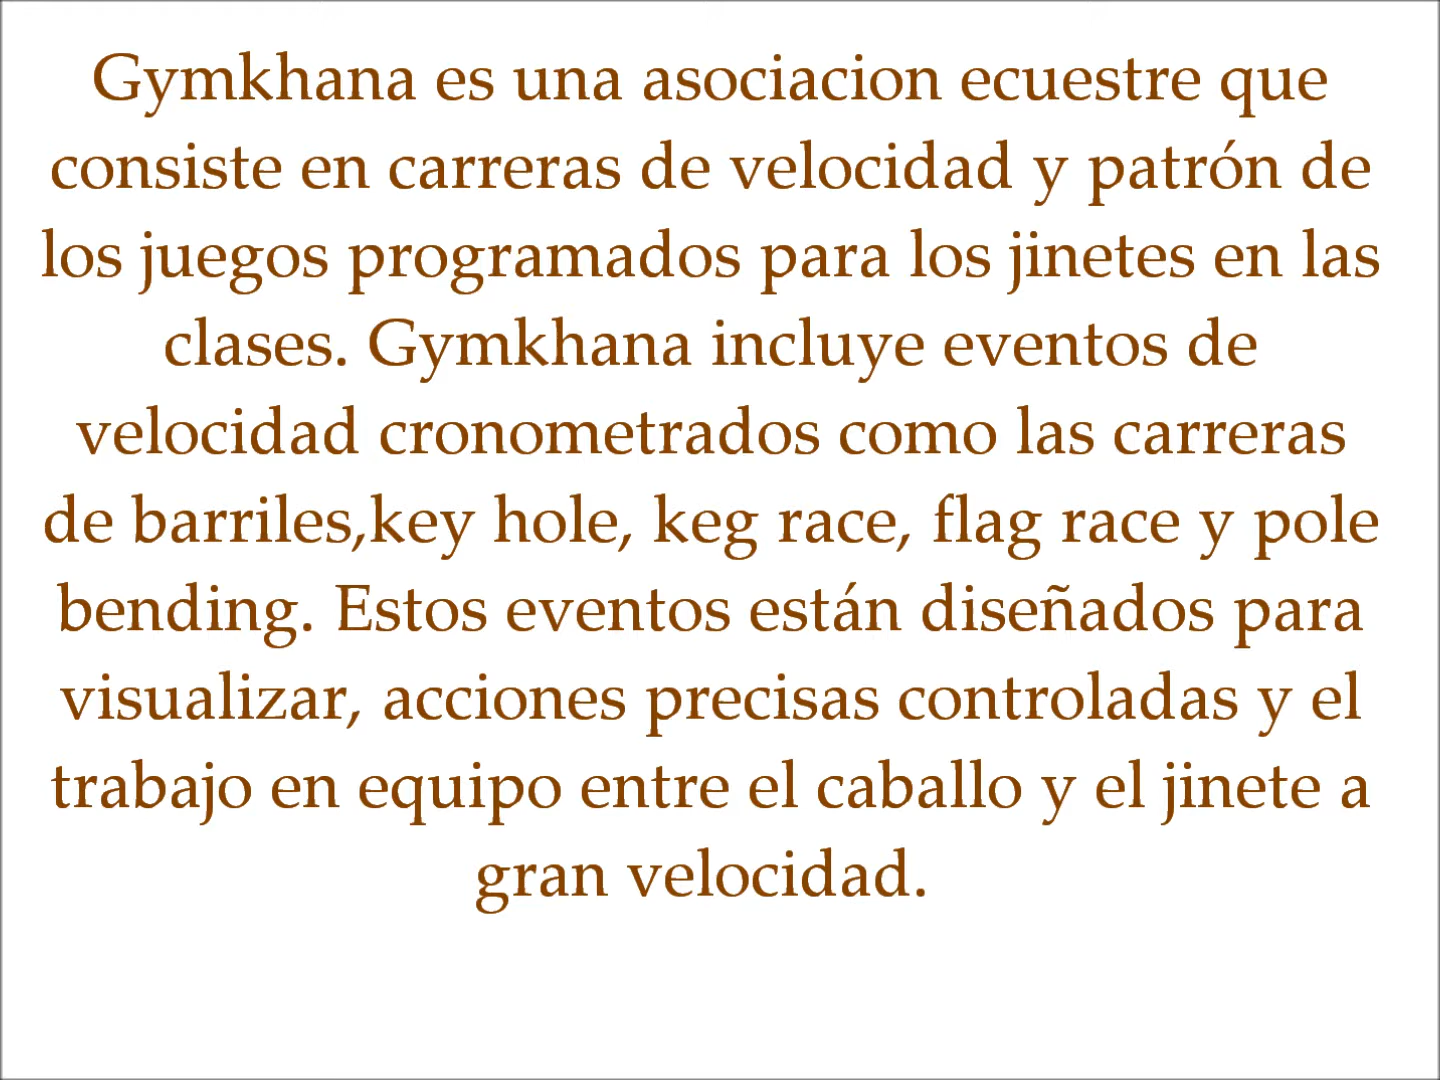 Gymkhana es una asociacion ecuestre que
consiste en carreras de velocidad y patrón de
los juegos programados para los jinetes en las
clases. Gymkhana incluye eventos de
velocidad cronometrados como las carreras
de barriles,key hole, keg race, flag race y pole
bending. Estos eventos están diseñados para
visualizar, acciones precisas controladas y el
trabajo en equipo entre el caballo y el jinete a
gran velocidad.